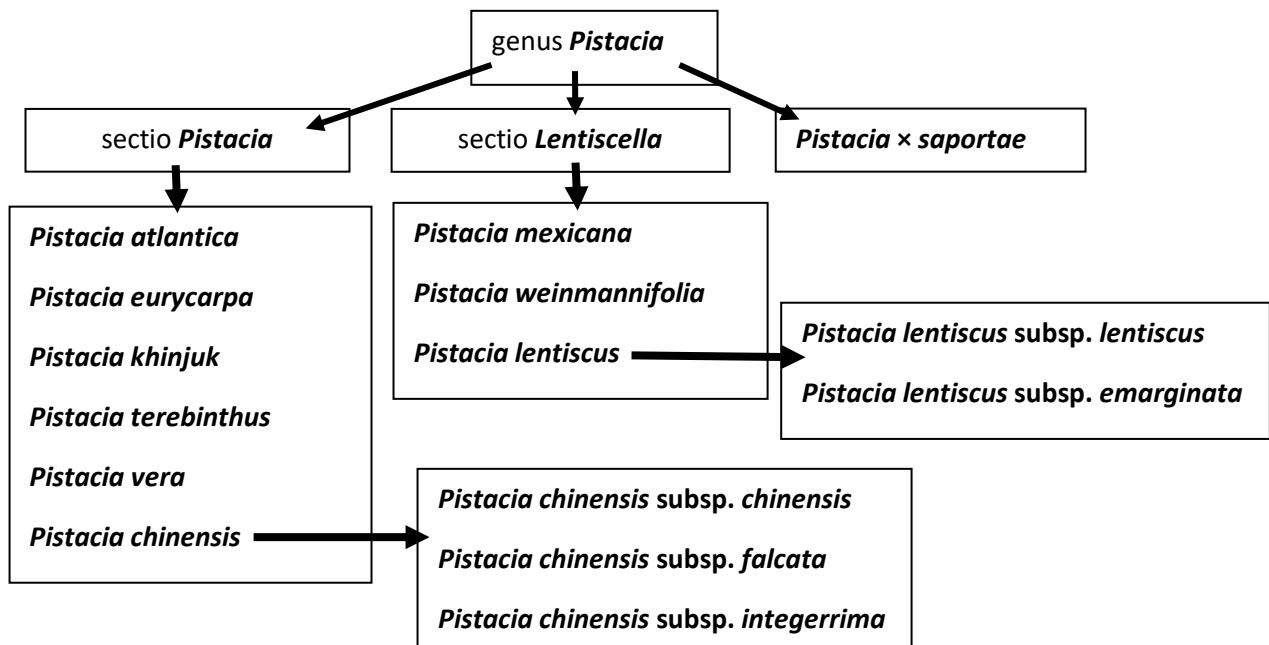 genus Pistacia
sectio Pistacia
sectio Lentiscella
Pistacia × saportae
Pistacia atlantica
Pistacia eurycarpa
Pistacia khinjuk
Pistacia terebinthus
Pistacia vera
Pistacia chinensis
Pistacia mexicana
Pistacia weinmannifolia
Pistacia lentiscus
Pistacia lentiscus subsp. lentiscus
Pistacia lentiscus subsp. emarginata
Pistacia chinensis subsp. chinensis
Pistacia chinensis subsp. falcata
Pistacia chinensis subsp. integerrima